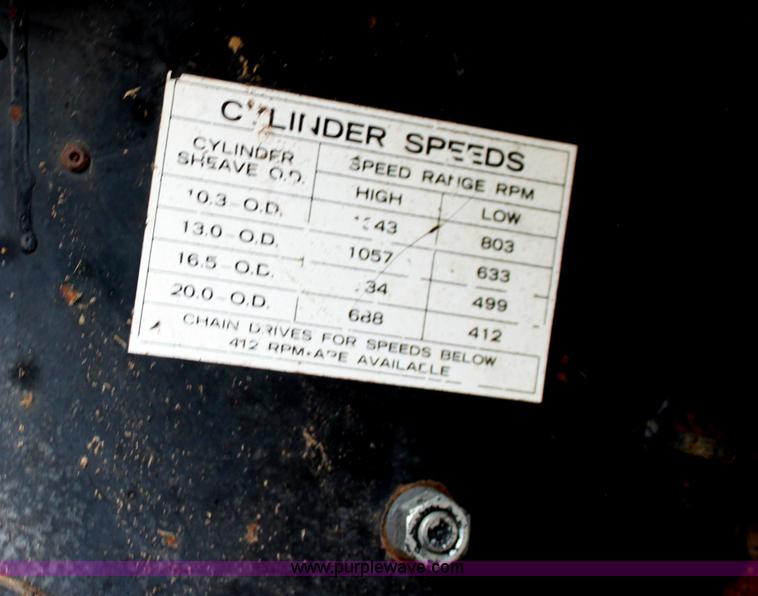 CYLINDER SPEEDS
CYLINDER SHEAVE O.D. SPEED RANGE RPM
HIGH LOW
10.3 O.D. 803
13.0 O.D. 1057 633
16.5 O.D. 499
20.0 O.D. 688 412
CHAIN DRIVES FOR SPEEDS BELOW
412 RPM ARE AVAILABLE
www.purplewave.com